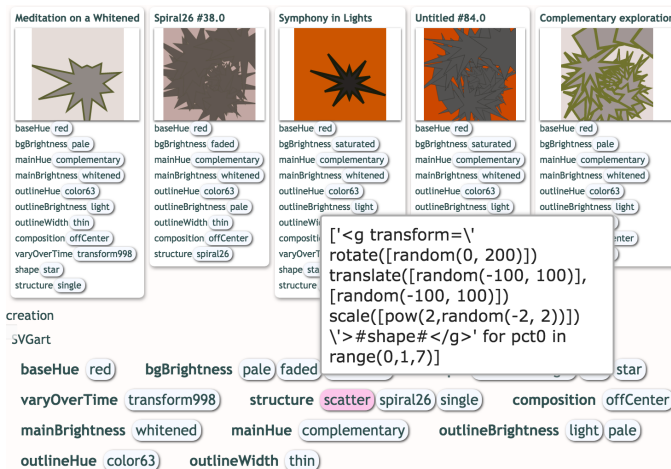 Meditation on a Whitened
Spiral26 #38.0
Symphony in Lights
Untitled #84.0
Complementary exploration
baseHue red
bgBrightness pale
mainHue complementary
mainBrightness whitened
outlineHue color63
outlineBrightness light
outlineWidth thin
composition offCenter
varyOverTime transform998
shape star
structure single
baseHue red
bgBrightness faded
mainHue complementary
mainBrightness whitened
outlineHue color63
outlineBrightness pale
outlineWidth thin
composition offCenter
structure spiral26
baseHue red
bgBrightness saturated
mainHue complementary
mainBrightness whitened
outlineHue color63
outlineBrightness light
outlineWi
compositi
varyOverT
shape sta
structure
baseHue red
bgBrightness saturated
mainHue complementary
mainBrightness whitened
outlineHue color63
outlineBrightness light
baseHue red
bgBrightness pale
mainHue complementary
mainBrightness whitened
outlineHue color63
outlineBrightness light
enter
['<g transform=\'
rotate([random(0, 200)])
translate([random(-100, 100)],
[random(-100, 100)])
scale([pow(2,random(-2, 2))])
\'>#shape#</g>' for pct0 in
range(0,1,7)]
creation
SVGart
baseHue red bgBrightness pale faded star
varyOverTime transform998 structure scatter spiral26 single composition offCenter
mainBrightness whitened mainHue complementary outlineBrightness light pale
outlineHue color63 outlineWidth thin